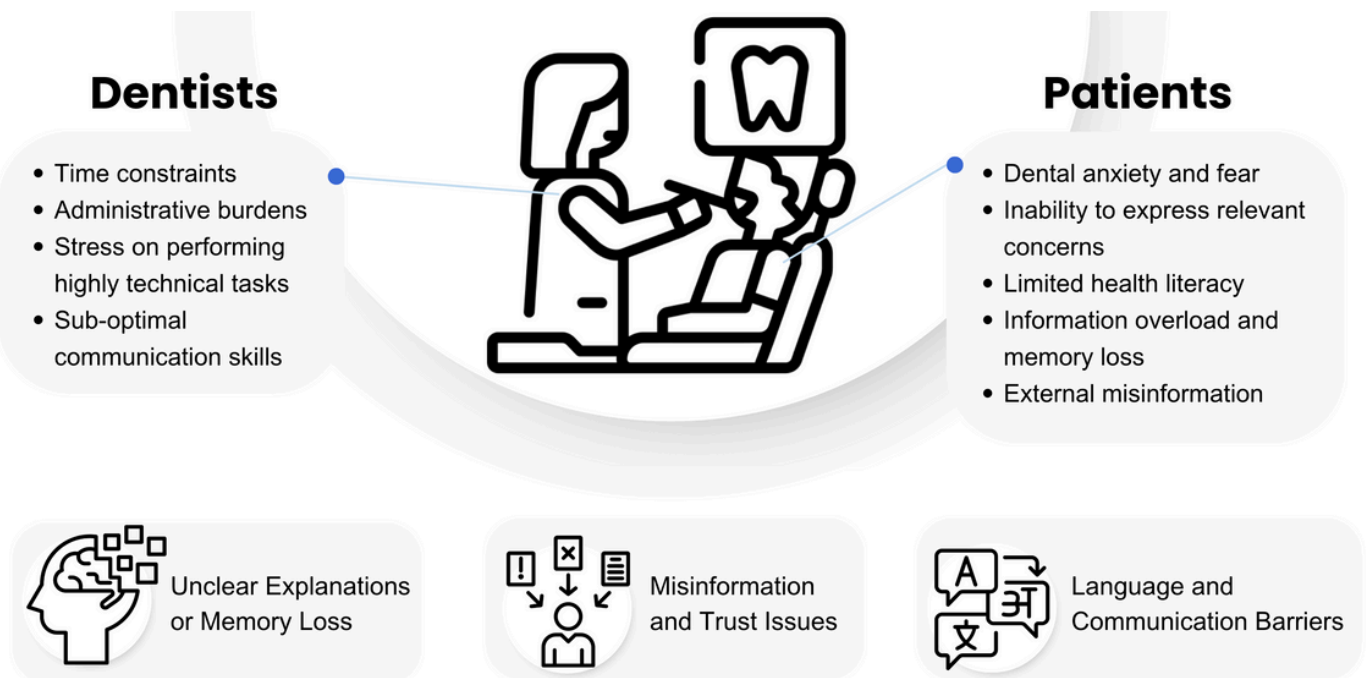 Dentists
• Time constraints
• Administrative burdens
• Stress on performing
highly technical tasks
• Sub-optimal
communication skills
Patients
• Dental anxiety and fear
• Inability to express relevant
concerns
• Limited health literacy
• Information overload and
memory loss
• External misinformation
Unclear Explanations
or Memory Loss
Misinformation
and Trust Issues
A
अ
文
Language and
Communication Barriers